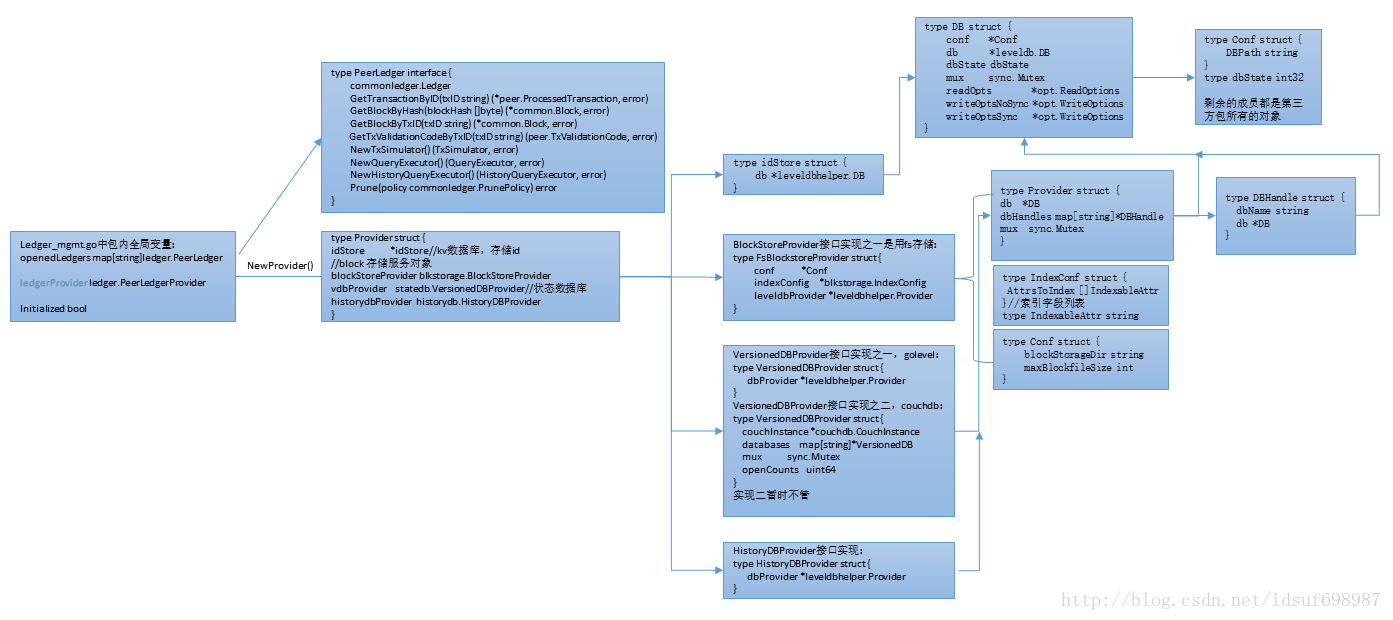 Ledger_mgmt.go中包内全局变量：
openedLedgers map[string]ledger.PeerLedger
ledgerProvider ledger.PeerLedgerProvider
Initialized bool
NewProvider()
type PeerLedger interface {
commonledger.Ledger
GetTransactionByID(txID string) (*peer.ProcessedTransaction, error)
GetBlockByHash(blockHash []byte) (*common.Block, error)
GetBlockByTxID(txID string) (*common.Block, error)
GetTxValidationCodeByTxID(txID string) (peer.TxValidationCode, error)
NewTxSimulator() (TxSimulator, error)
NewQueryExecutor() (QueryExecutor, error)
NewHistoryQueryExecutor() (HistoryQueryExecutor, error)
Prune(policy commonledger.PrunePolicy) error
}
type Provider struct {
idStore *idStore//kv数据库，存储id
//block 存储服务对象
blockStoreProvider blkstorage.BlockStoreProvider
vdbProvider statedb.VersionedDBProvider//状态数据库
historydbProvider historydb.HistoryDBProvider
}
type idStore struct {
db *leveldbhelper.DB
}
BlockStoreProvider接口实现之一是用fs存储：
type FsBlockstoreProvider struct {
conf *Conf
indexConfig *blkstorage.IndexConfig
leveldbProvider *leveldbhelper.Provider
}
VersionedDBProvider接口实现之一，golevel：
type VersionedDBProvider struct {
dbProvider *leveldbhelper.Provider
}
VersionedDBProvider接口实现之二，couchdb：
type VersionedDBProvider struct {
couchInstance *couchdb.CouchInstance
databases map[string]*VersionedDB
mux sync.Mutex
openCounts uint64
}
实现二暂时不管
HistoryDBProvider接口实现：
type HistoryDBProvider struct {
dbProvider *leveldbhelper.Provider
}
type DB struct {
conf *Conf
db *leveldb.DB
dbState dbState
mux sync.Mutex
readOpts *opt.ReadOptions
writeOptsNoSync *opt.WriteOptions
writeOptsSync *opt.WriteOptions
}
type Conf struct {
DBPath string
}
type dbState int32
剩余的成员都是第三
方包所有的对象
type Provider struct {
db *DB
dbHandles map[string]*DBHandle
mux sync.Mutex
}
type DBHandle struct {
dbName string
db *DB
}
type IndexConf struct {
AttrsToIndex []IndexableAttr
}//索引字段列表
type IndexableAttr string
type Conf struct {
blockStorageDir string
maxBlockfileSize int
}
http://blog.csdn.net/idsuf698987